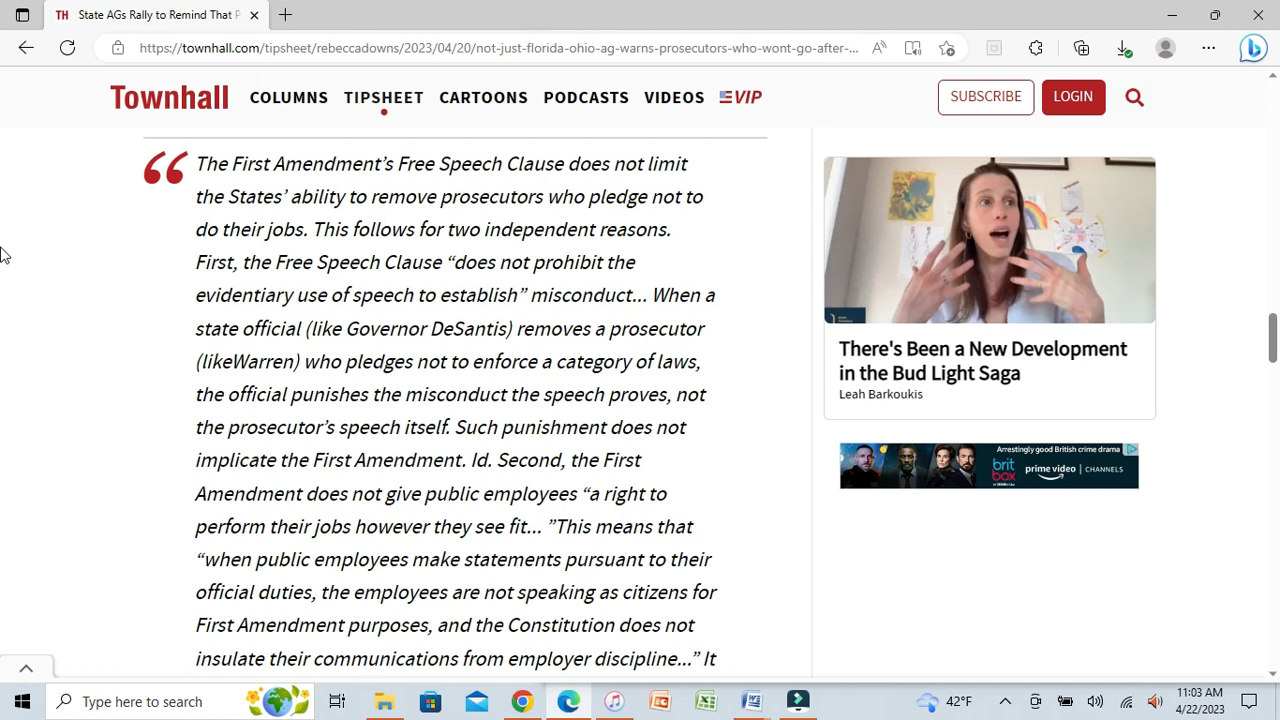 TH State AGs Rally to Remove That P
https://townhall.com/tipsheet/rebeccadowns/2023/04/20/not-just-florida-ohio-ag-warns-prosecutors-who-wont-go-after-...
Townhall COLUMNS TIPSHEET CARTOONS PODCASTS VIDEOS VIP SUBSCRIBE LOGIN
“ The First Amendment’s Free Speech Clause does not limit
the States’ ability to remove prosecutors who pledge not to
do their jobs. This follows for two independent reasons.
First, the Free Speech Clause “does not prohibit the
evidentiary use of speech to establish” misconduct... When a
state official (like Governor DeSantis) removes a prosecutor
(likeWarren) who pledges not to enforce a category of laws,
the official punishes the misconduct the speech proves, not
the prosecutor’s speech itself. Such punishment does not
implicate the First Amendment. Id. Second, the First
Amendment does not give public employees “a right to
perform their jobs however they see fit... ”This means that
“when public employees make statements pursuant to their
official duties, the employees are not speaking as citizens for
First Amendment purposes, and the Constitution does not
insulate their communications from employer discipline...” It
There's Been a New Development
in the Bud Light Saga
Leah Barkoukis
Arrestingly good British crime drama
brit box prime video | CHANNELS
Type here to search
42°F
11:03 AM
4/22/2023